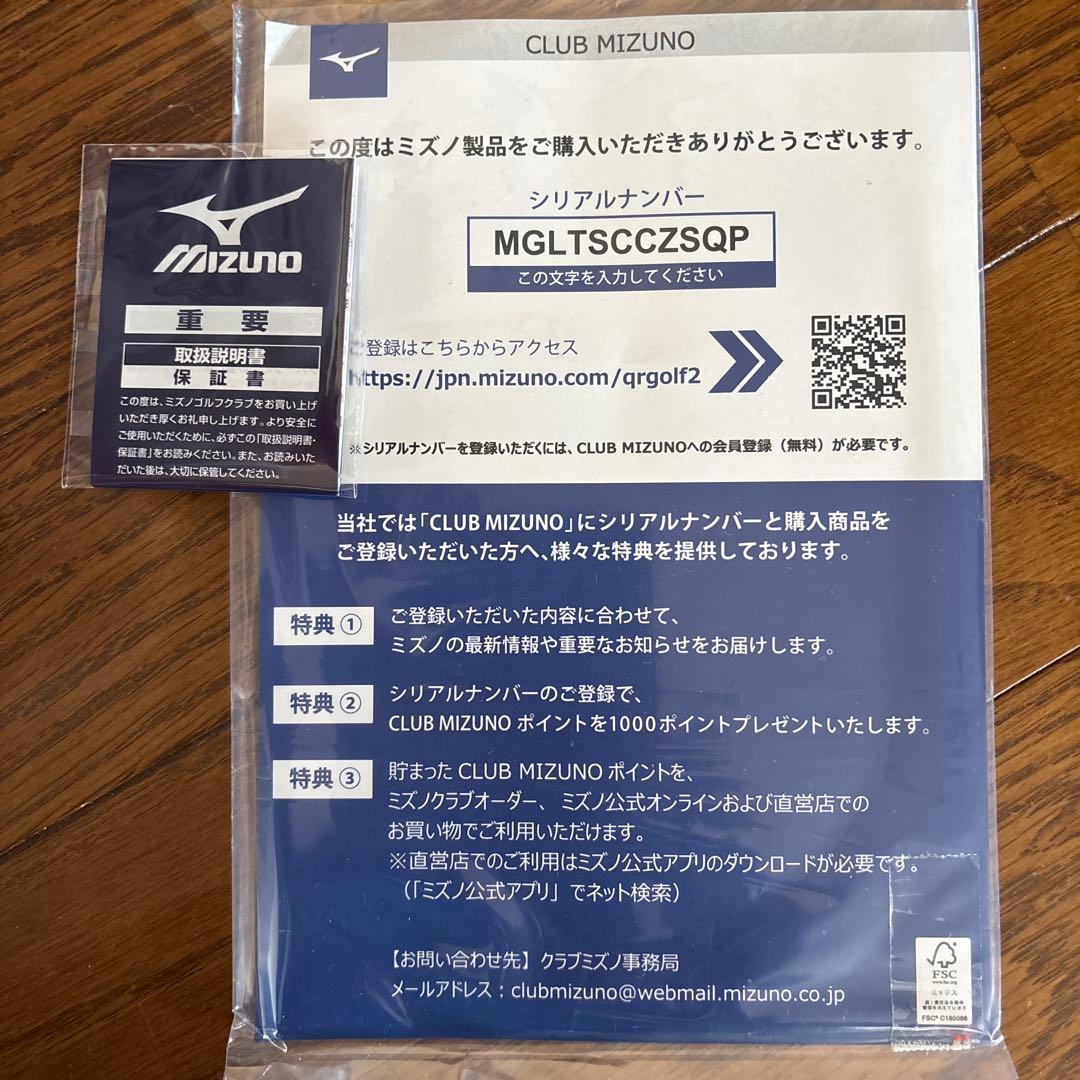 CLUB MIZUNO
この度はミズノ製品をご購入いただきありがとうございます。
シリアルナンバー
MGLTSCCZSQP
この文字を入力してください
ご登録はこちらからアクセス
https://jpn.mizuno.com/qrgolf2
※シリアルナンバーを登録いただくには、CLUB MIZUNOへの会員登録（無料）が必要です。
当社では「CLUB MIZUNO」にシリアルナンバーと購入商品を
ご登録いただいた方へ、様々な特典を提供しております。
特典①
ご登録いただいた内容に合わせて、
ミズノの最新情報や重要なお知らせをお届けします。
特典②
シリアルナンバーのご登録で、
CLUB MIZUNO ポイントを1000ポイントプレゼントいたします。
特典③
貯まった CLUB MIZUNO ポイントを、
ミズノクラブオーダー、ミズノ公式オンラインおよび直営店での
お買い物でご利用いただけます。
※直営店でのご利用はミズノ公式アプリのダウンロードが必要です。
（「ミズノ公式アプリ」でネット検索）
【お問い合わせ先】クラブミズノ事務局
メールアドレス：clubmizuno@webmail.mizuno.co.jp
FSC
www.fsc.org
ミックス
FSC® C180088
MIZUNO
重要
取扱説明書
保証書
この度は、ミズノゴルフクラブをお買い上げ
いただき厚くお礼申し上げます。より安全に
ご使用いただくために、必ずこの「取扱説明書・
保証書」をお読みください。また、お読みいた
だいた後は、大切に保管してください。